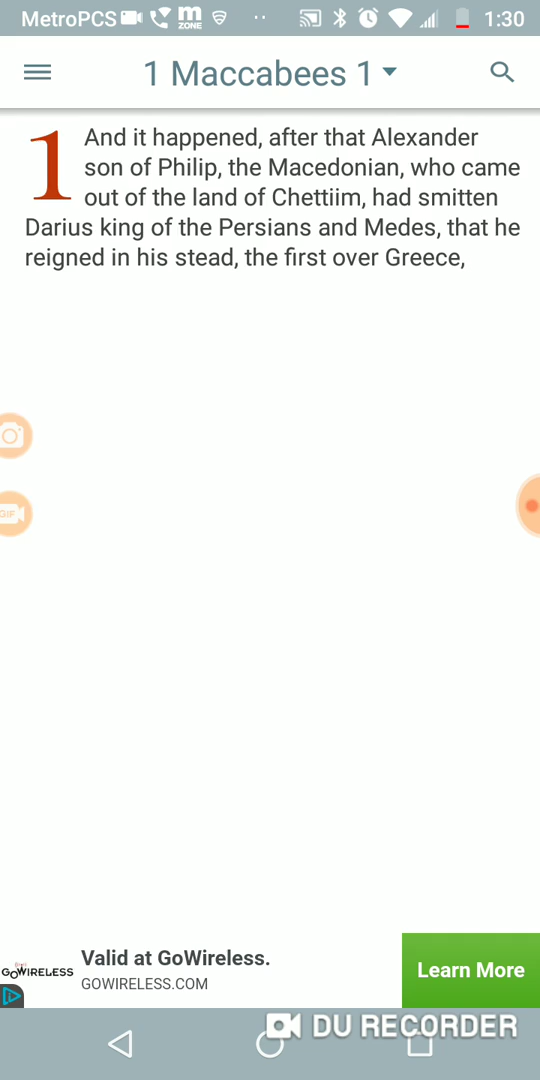 MetroPCS m ZONE 1:30
1 Maccabees 1
1 And it happened, after that Alexander
son of Philip, the Macedonian, who came
out of the land of Chettiim, had smitten
Darius king of the Persians and Medes, that he
reigned in his stead, the first over Greece,
GIF
Valid at GoWireless.
GOWIRELESS
GOWIRELESS.COM
Learn More
DU RECORDER